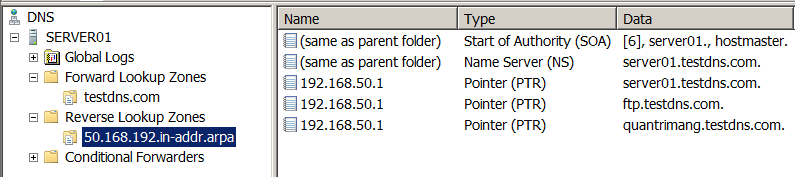 DNS
SERVER01
Global Logs
Forward Lookup Zones
testdns.com
Reverse Lookup Zones
50.168.192.in-addr.arpa
Conditional Forwarders
Name Type Data
(same as parent folder) Start of Authority (SOA) [6], server01., hostmaster.
(same as parent folder) Name Server (NS) server01.testdns.com.
192.168.50.1 Pointer (PTR) server01.testdns.com.
192.168.50.1 Pointer (PTR) ftp.testdns.com.
192.168.50.1 Pointer (PTR) quantrimang.testdns.com.